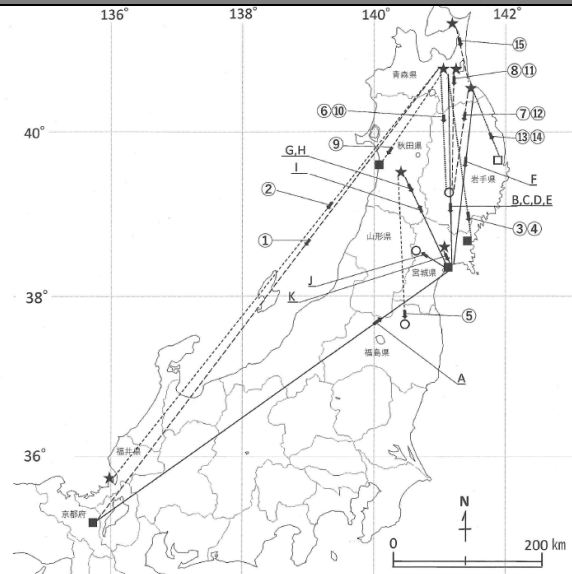 136° 138° 140° 142°
⑮
青森県
⑧⑪
⑥⑩
⑦⑫
40°
⑨
G,H
秋田県
⑬⑭
I
F
岩手県
②
B,C,D,E
山形県
③④
①
J
宮城県
K
38°
⑤
福島県
A
福井県
36°
京都府
N
0 200 km